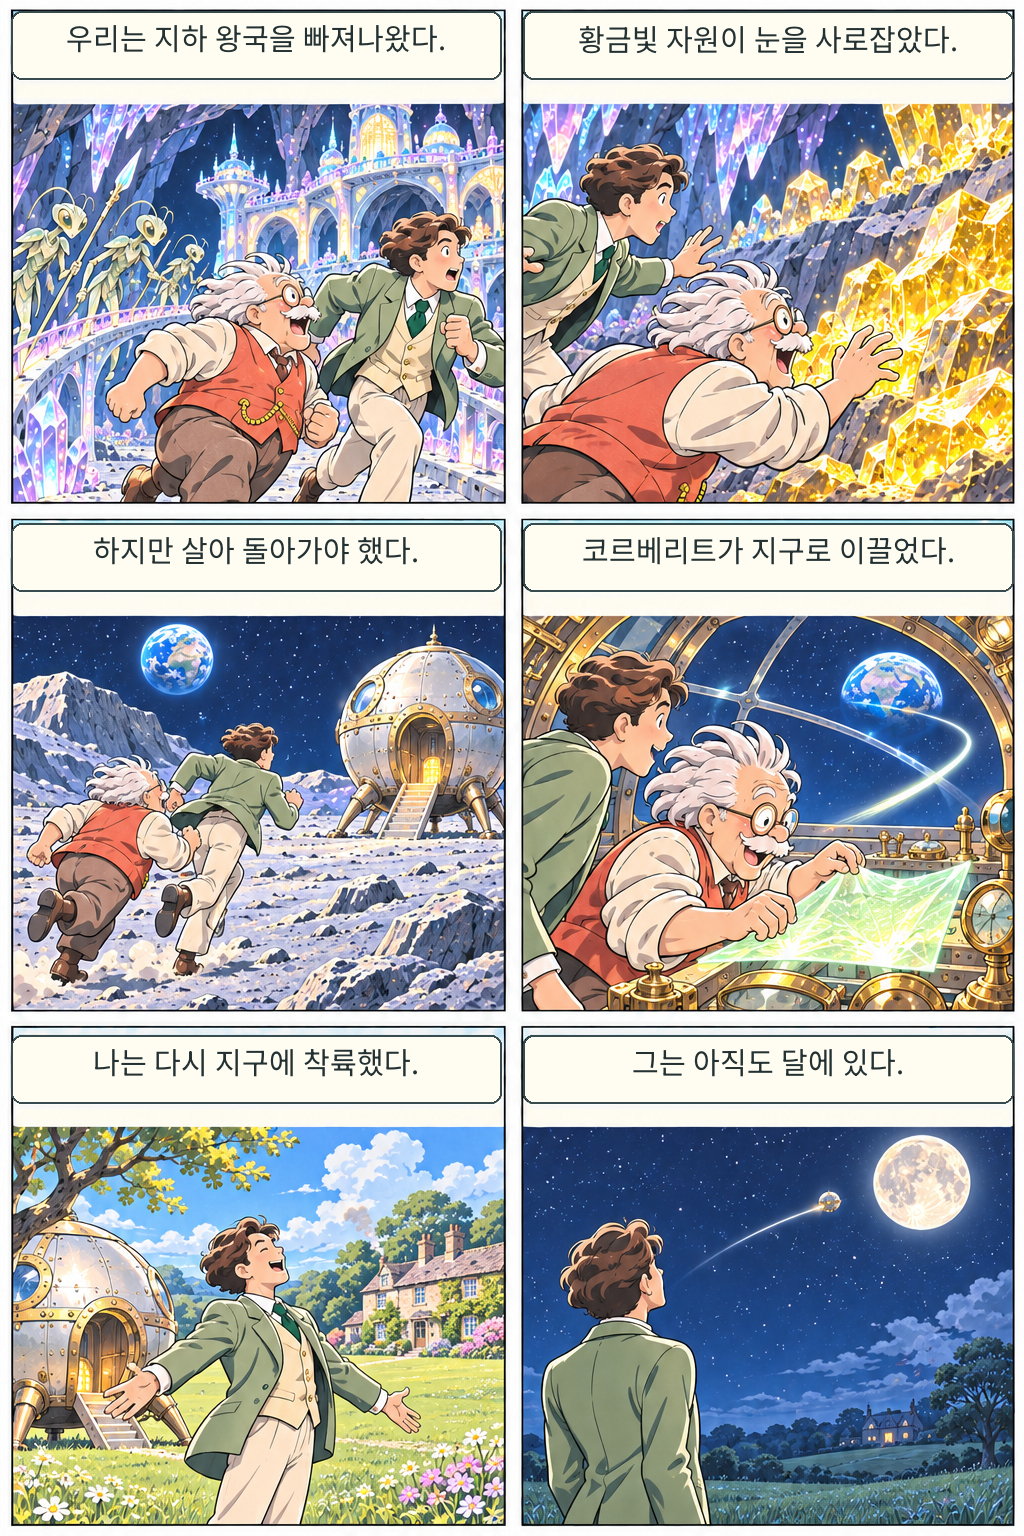 우리는 지하 왕국을 빠져나왔다.
황금빛 자원이 눈을 사로잡았다.
하지만 살아 돌아가야 했다.
코르베리트가 지구로 이끌었다.
나는 다시 지구에 착륙했다.
그는 아직도 달에 있다.